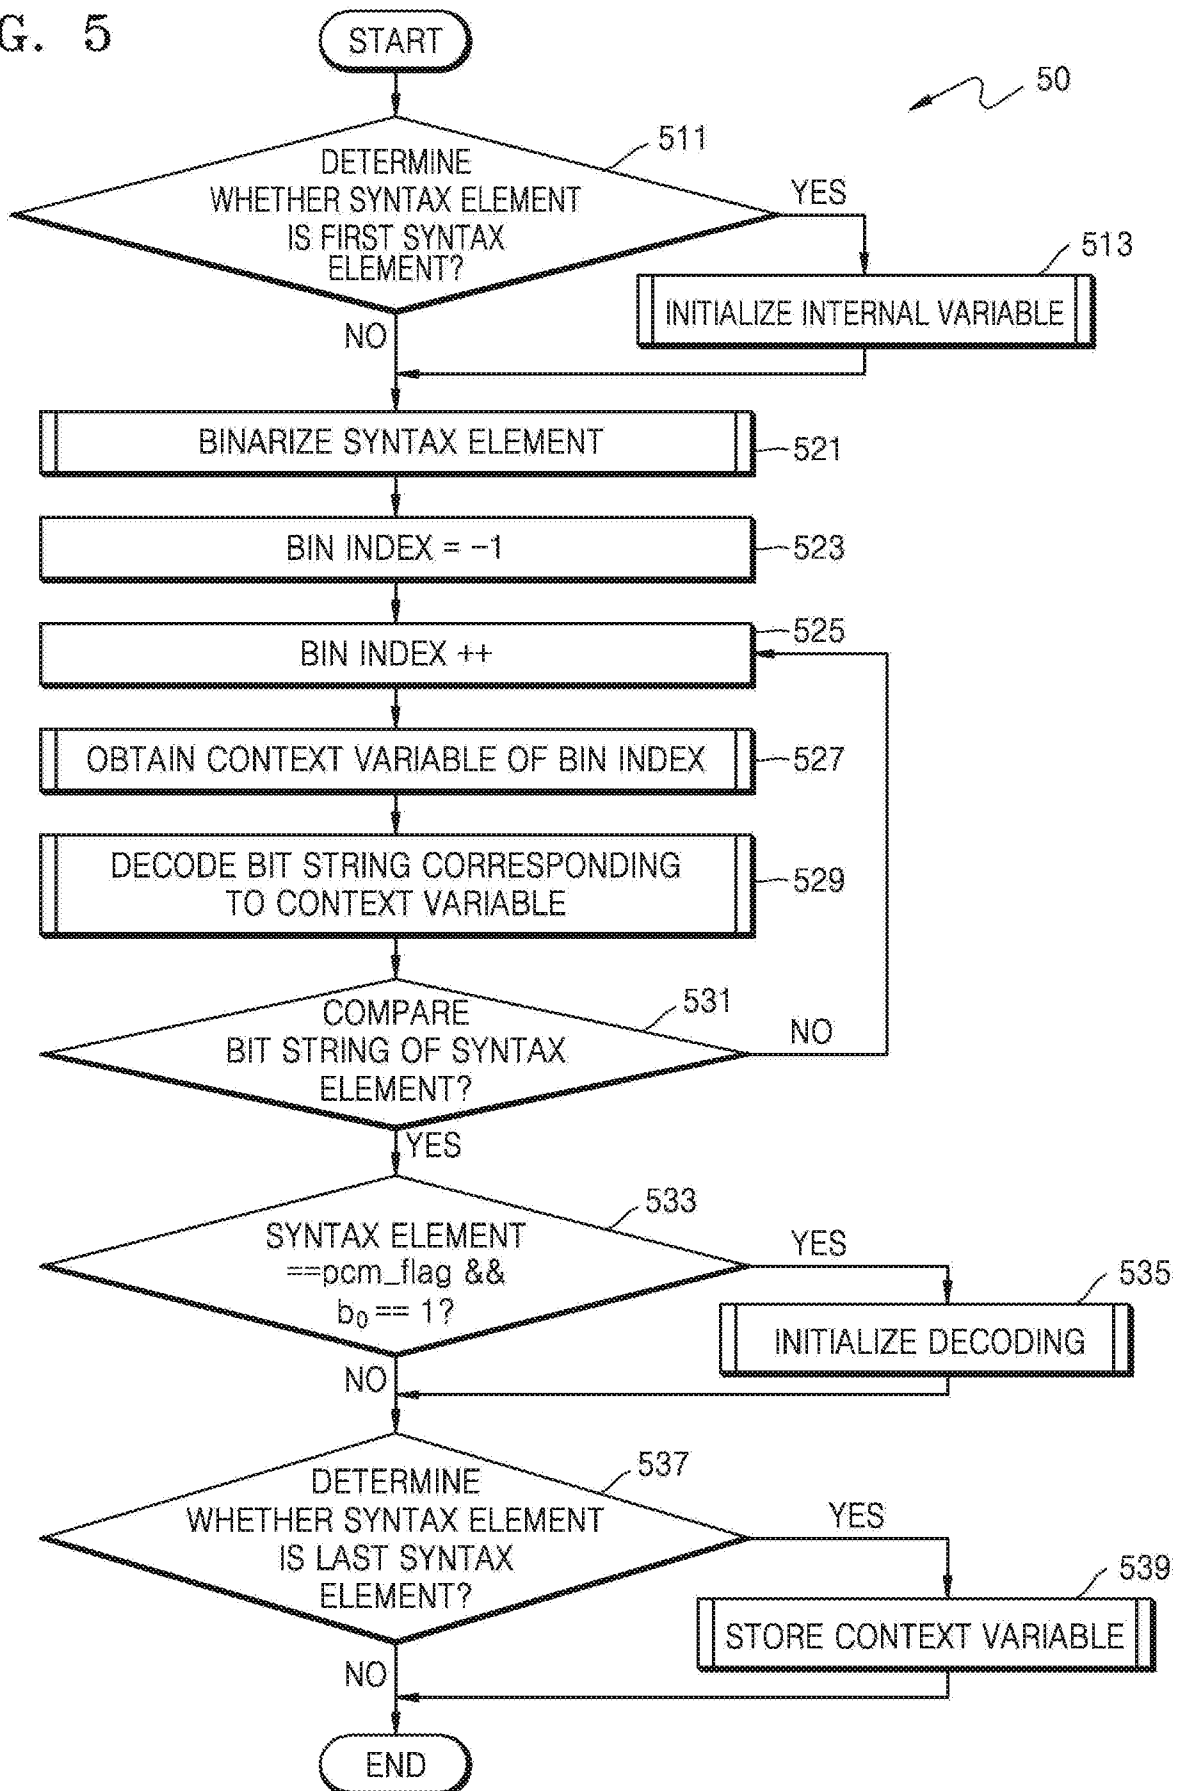 G. 5
START
50
511
DETERMINE
WHETHER SYNTAX ELEMENT
IS FIRST SYNTAX
ELEMENT?
YES
513
INITIALIZE INTERNAL VARIABLE
NO
BINARIZE SYNTAX ELEMENT
521
BIN INDEX = –1
523
BIN INDEX ++
525
OBTAIN CONTEXT VARIABLE OF BIN INDEX
527
DECODE BIT STRING CORRESPONDING
TO CONTEXT VARIABLE
529
531
COMPARE
BIT STRING OF SYNTAX
ELEMENT?
NO
YES
533
SYNTAX ELEMENT
==pcm_flag &&
b₀ == 1?
YES
535
INITIALIZE DECODING
NO
537
DETERMINE
WHETHER SYNTAX ELEMENT
IS LAST SYNTAX
ELEMENT?
YES
539
STORE CONTEXT VARIABLE
NO
END